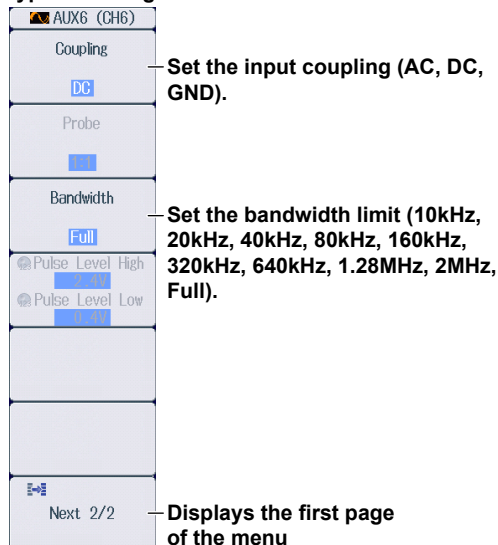 AUX6 (CH6)
Coupling
DC
Set the input coupling (AC, DC,
GND).
Probe
1:1
Bandwidth
Full
Set the bandwidth limit (10kHz,
20kHz, 40kHz, 80kHz, 160kHz,
320kHz, 640kHz, 1.28MHz, 2MHz,
Full).
Pulse Level High
2.4V
Pulse Level Low
0.4V
Next 2/2
Displays the first page
of the menu